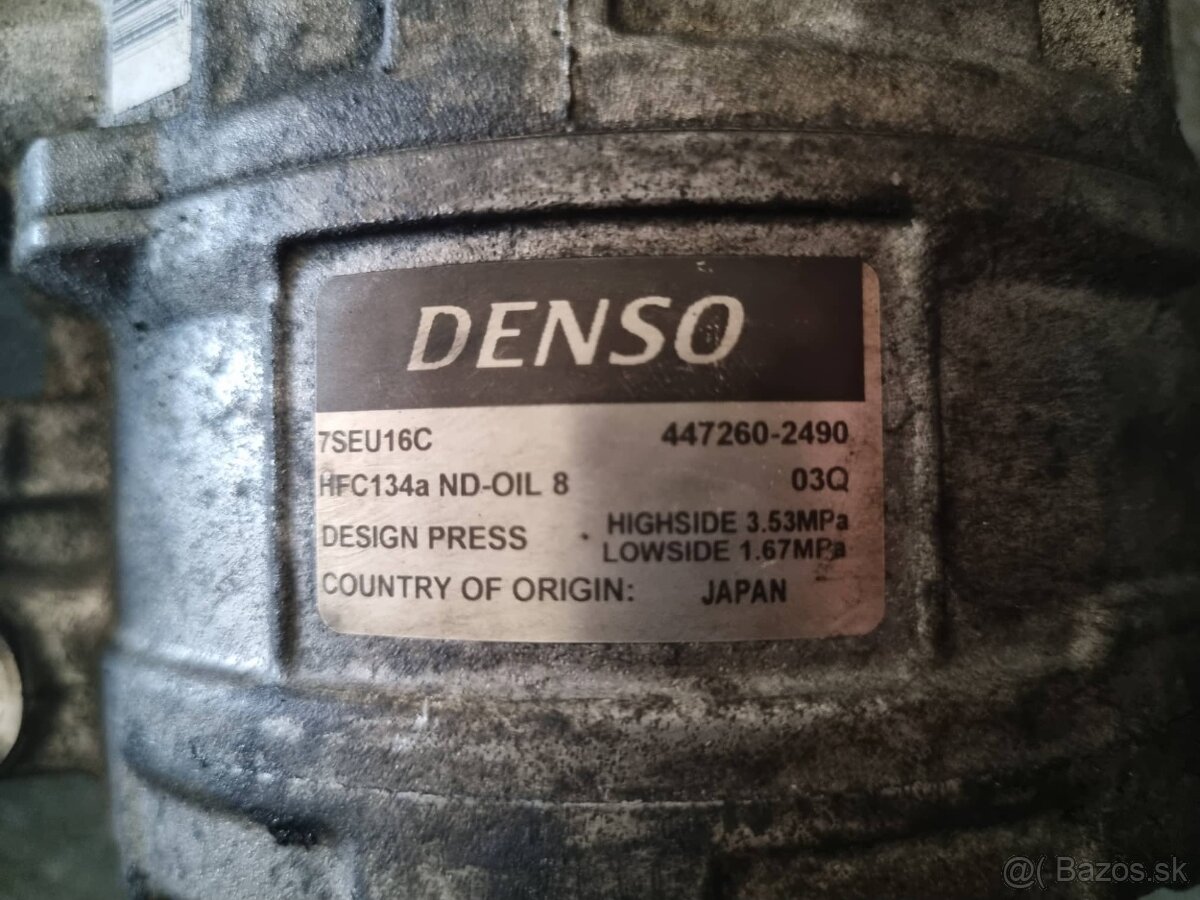 DENSO
7SEU16C 447260-2490
HFC134a ND-OIL 8 03Q
DESIGN PRESS HIGHSIDE 3.53MPa
LOWSIDE 1.67MPa
COUNTRY OF ORIGIN: JAPAN
@( Bazos.sk